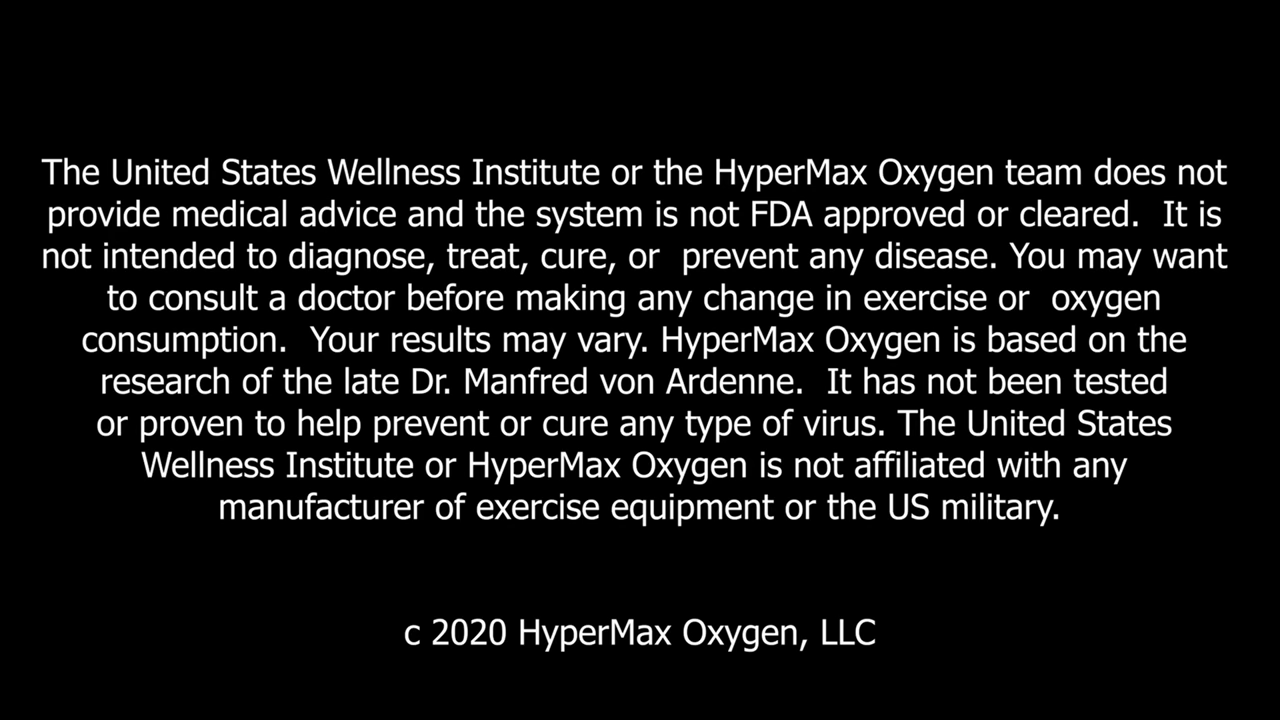 The United States Wellness Institute or the HyperMax Oxygen team does not
provide medical advice and the system is not FDA approved or cleared.  It is
not intended to diagnose, treat, cure, or  prevent any disease. You may want
to consult a doctor before making any change in exercise or  oxygen
consumption.  Your results may vary. HyperMax Oxygen is based on the
research of the late Dr. Manfred von Ardenne.  It has not been tested
or proven to help prevent or cure any type of virus. The United States
Wellness Institute or HyperMax Oxygen is not affiliated with any
manufacturer of exercise equipment or the US military.
c 2020 HyperMax Oxygen, LLC